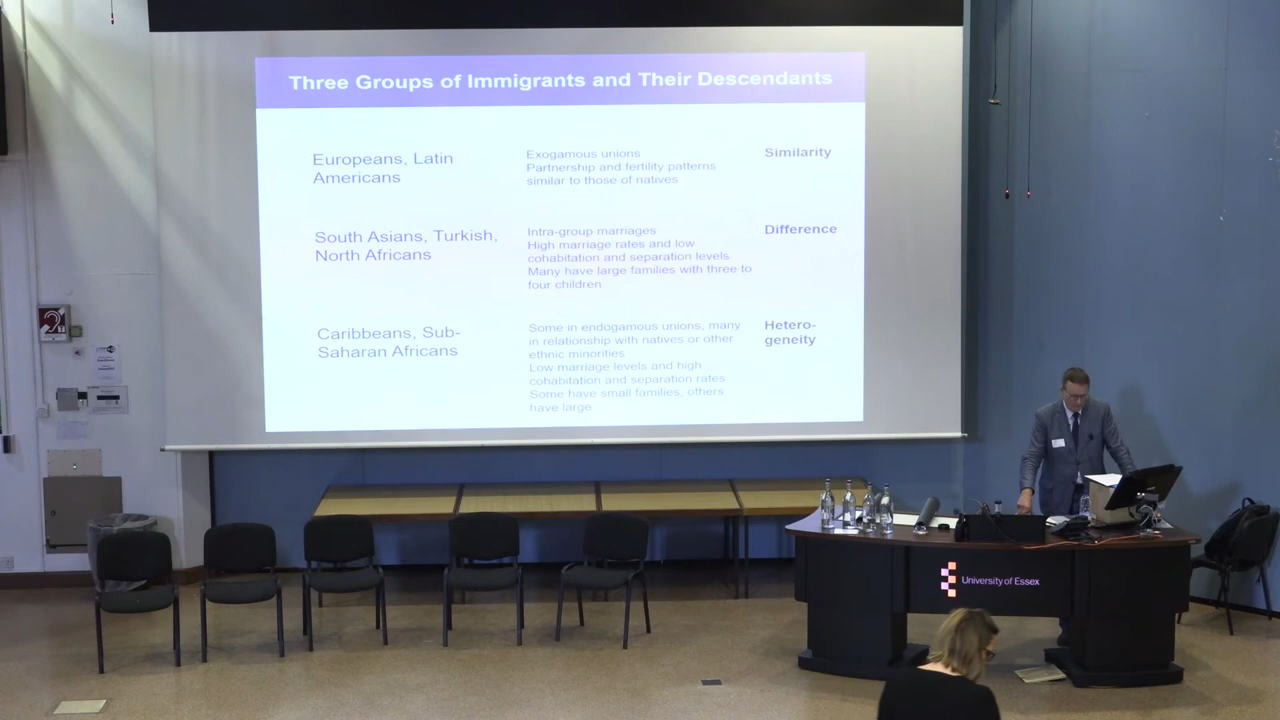 Three Groups of Immigrants and Their Descendants
Europeans, Latin
Americans
Exogamous unions
Partnership and fertility patterns
similar to those of natives
Similarity
South Asians, Turkish,
North Africans
Intra-group marriages
High marriage rates and low
cohabitation and separation levels
Many have large families with three to
four children
Difference
Caribbeans, Sub-
Saharan Africans
Some in endogamous unions, many
in relationship with natives or other
ethnic minorities
Low marriage levels and high
cohabitation and separation rates
Some have small families, others
have large
Hetero-
geneity
University of Essex